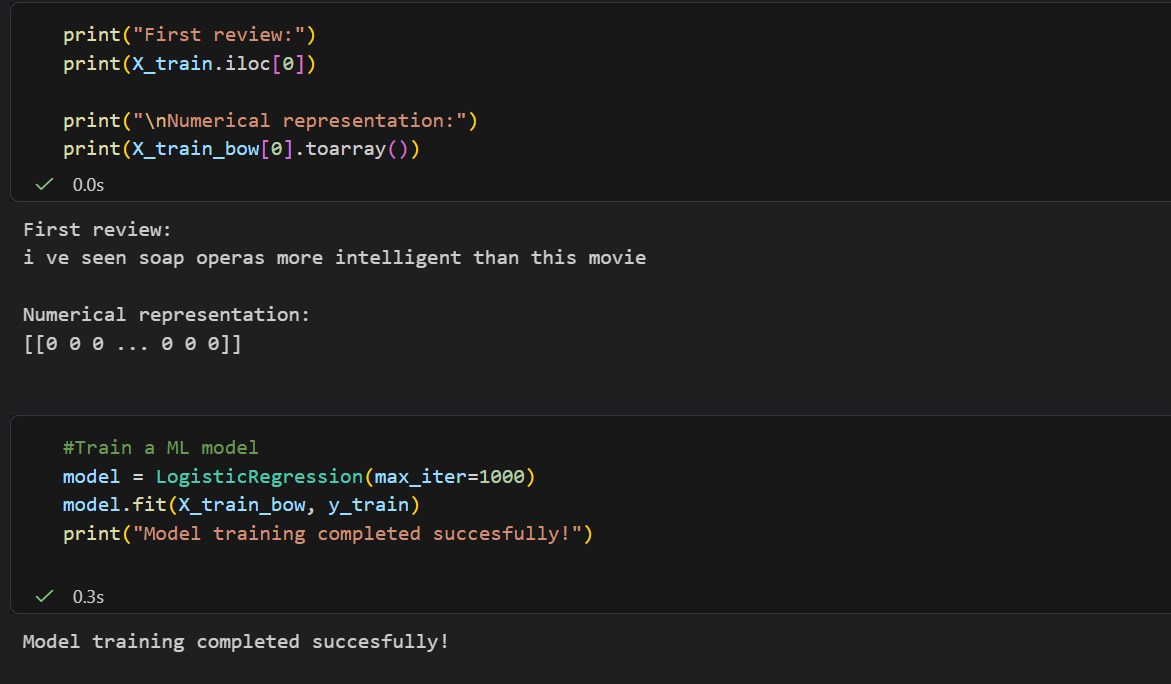 print("First review:")
print(X_train.iloc[0])
print("\nNumerical representation:")
print(X_train_bow[0].toarray())
0.0s
First review:
i ve seen soap operas more intelligent than this movie
Numerical representation:
[[0 0 0 ... 0 0 0]]
#Train a ML model
model = LogisticRegression(max_iter=1000)
model.fit(X_train_bow, y_train)
print("Model training completed succesfully!")
0.3s
Model training completed succesfully!